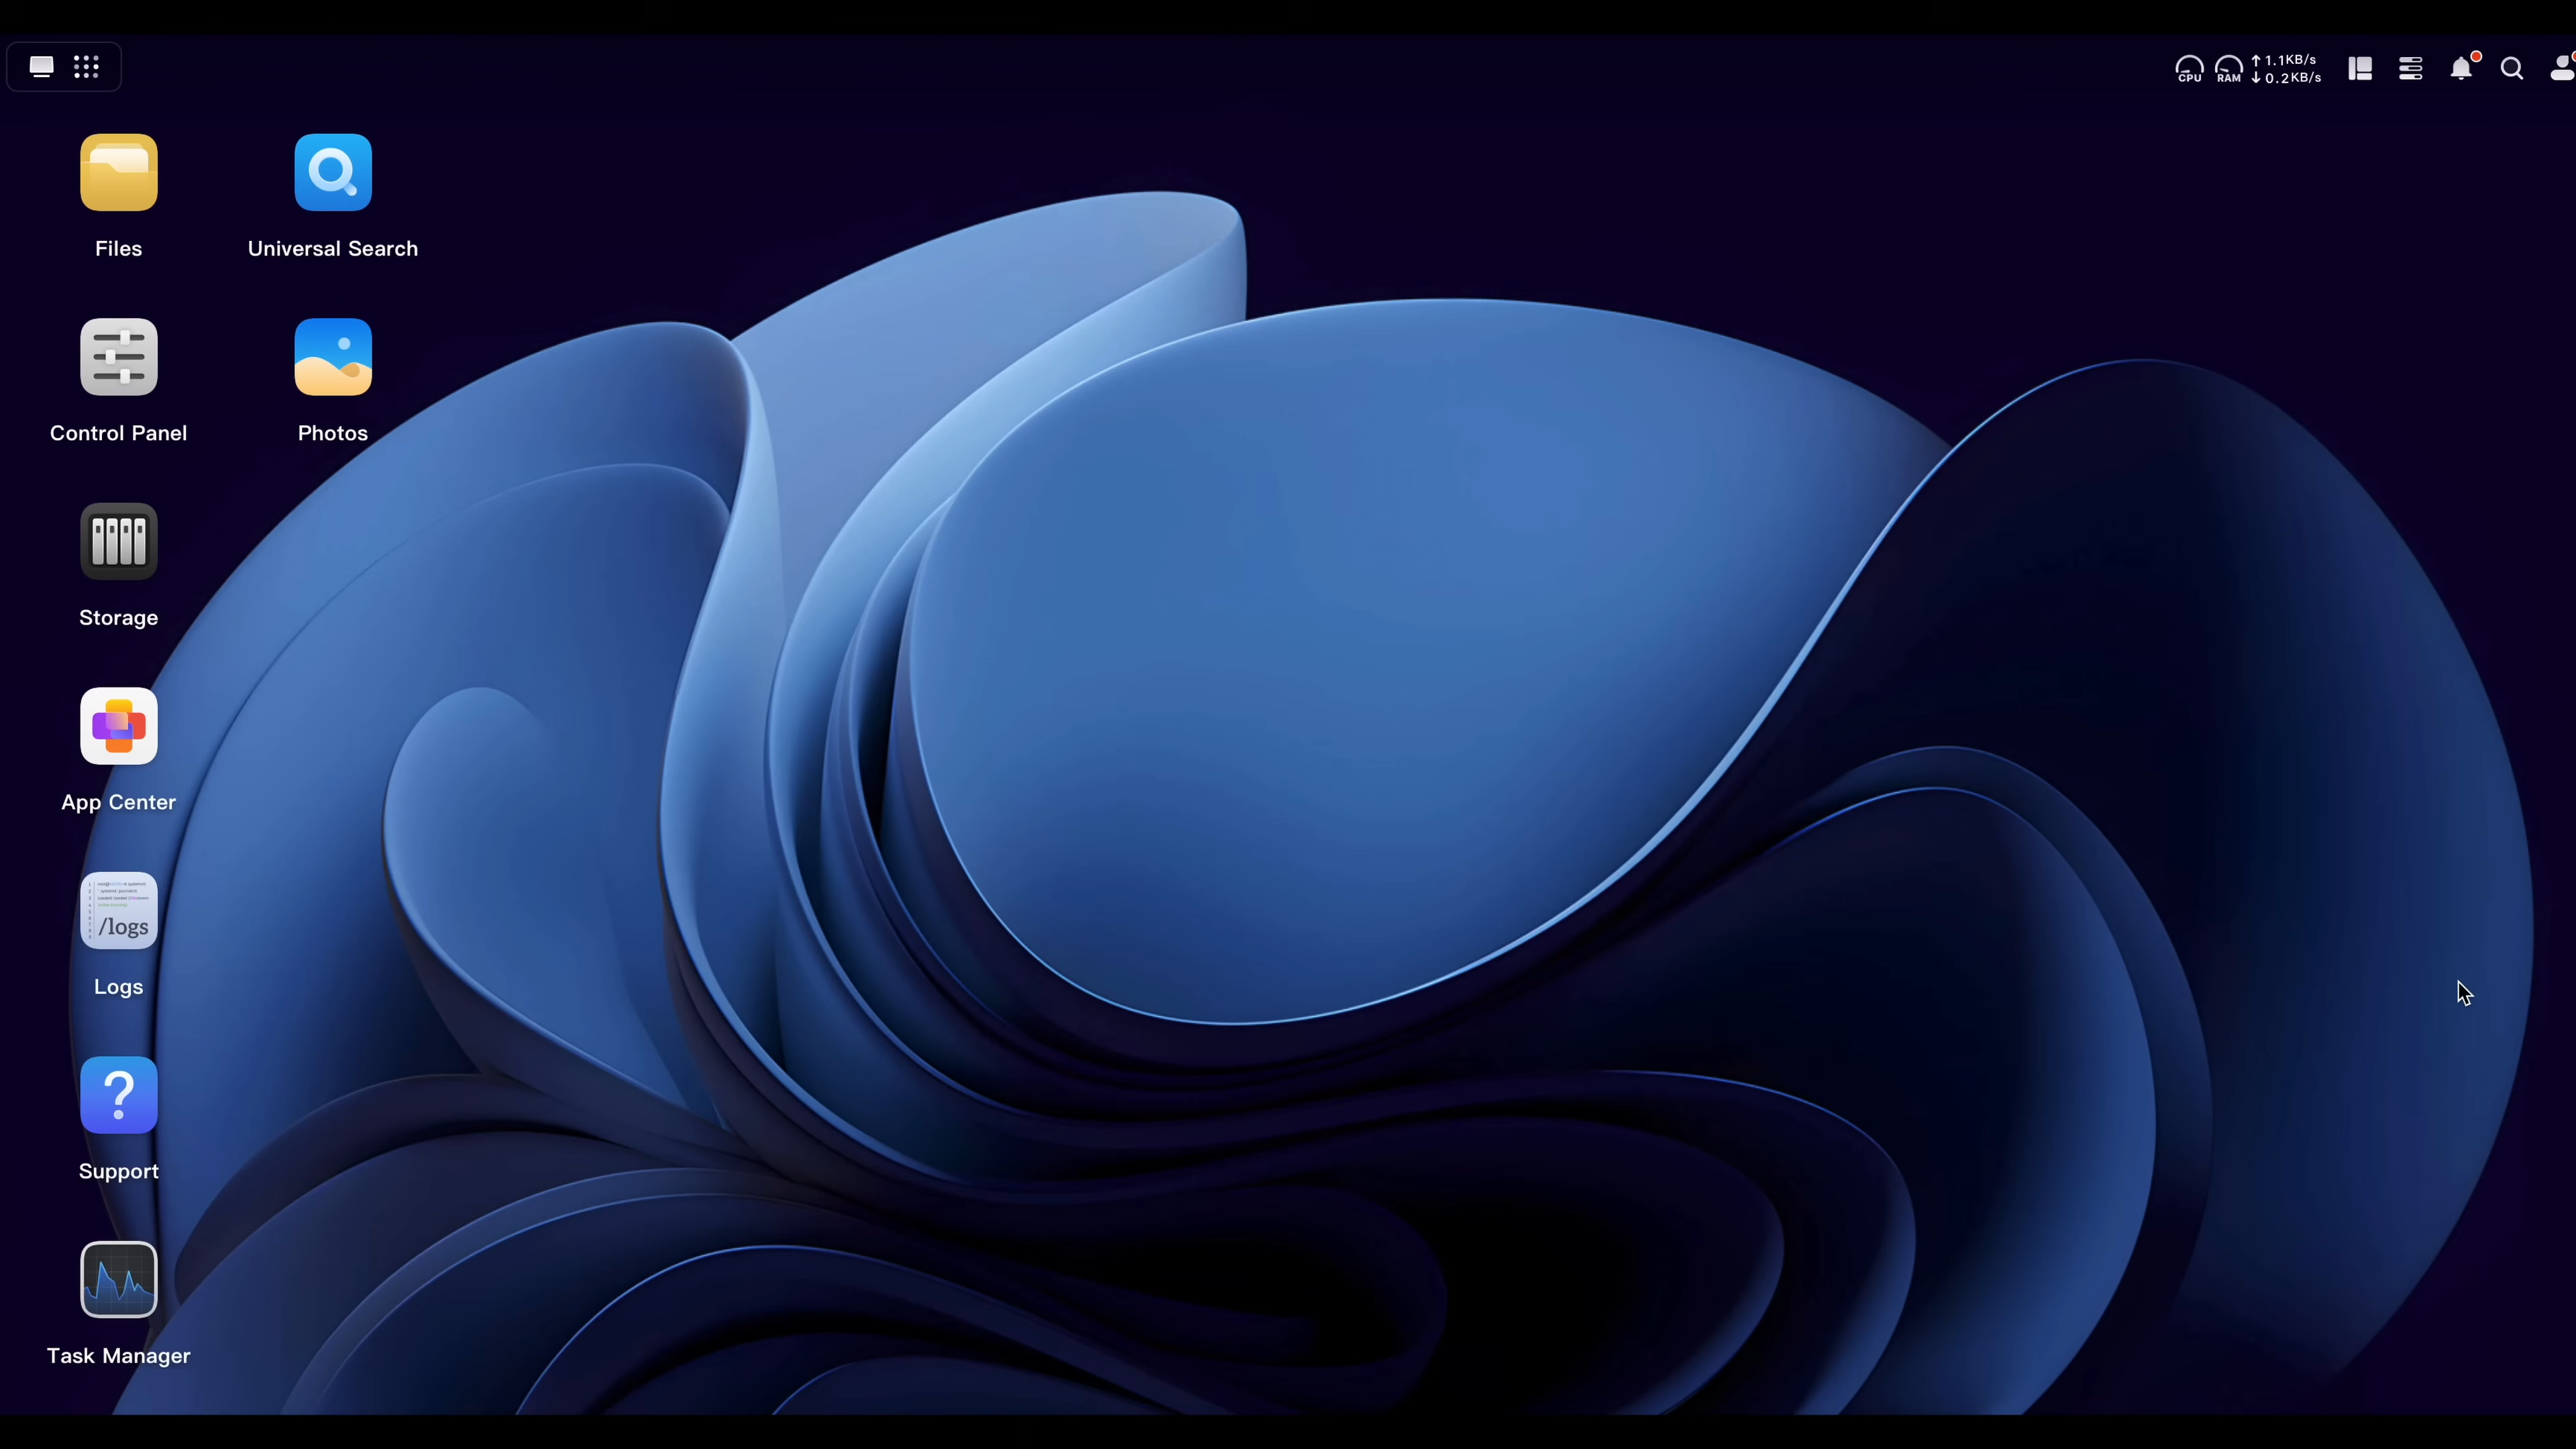 CPU RAM ↑ 1.1KB/s
↓ 0.2KB/s
Files
Universal Search
Control Panel
Photos
Storage
App Center
/logs
Logs
Support
Task Manager